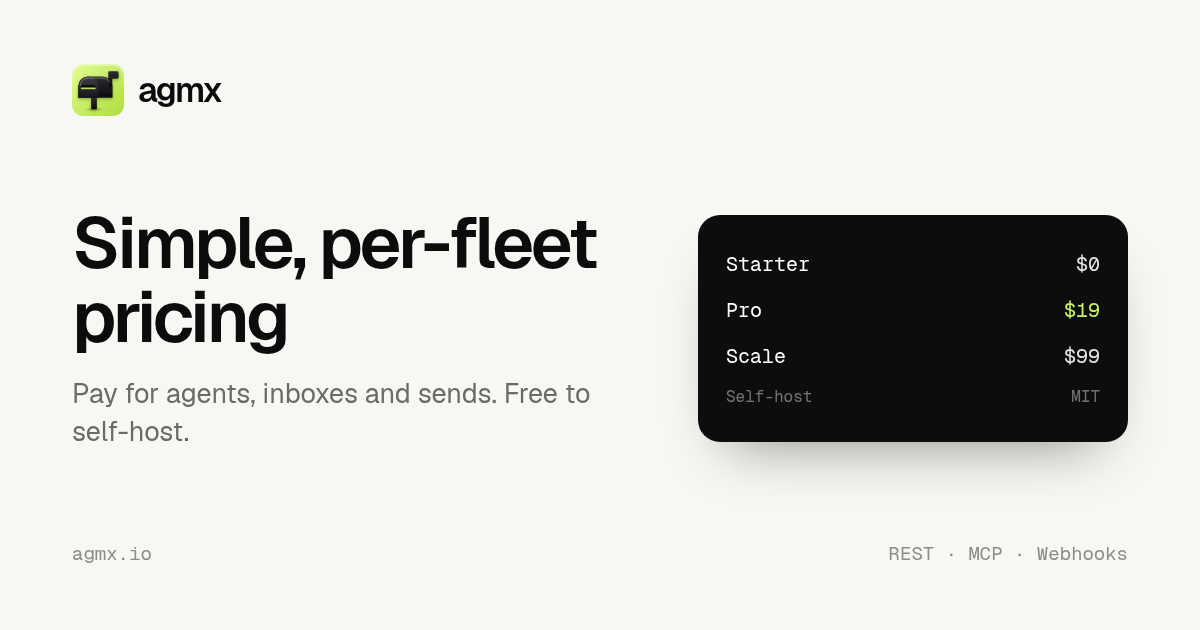 agmx
Simple, per-fleet
pricing
Pay for agents, inboxes and sends. Free to
self-host.
Starter $0
Pro $19
Scale $99
Self-host MIT
agmx.io
REST · MCP · Webhooks